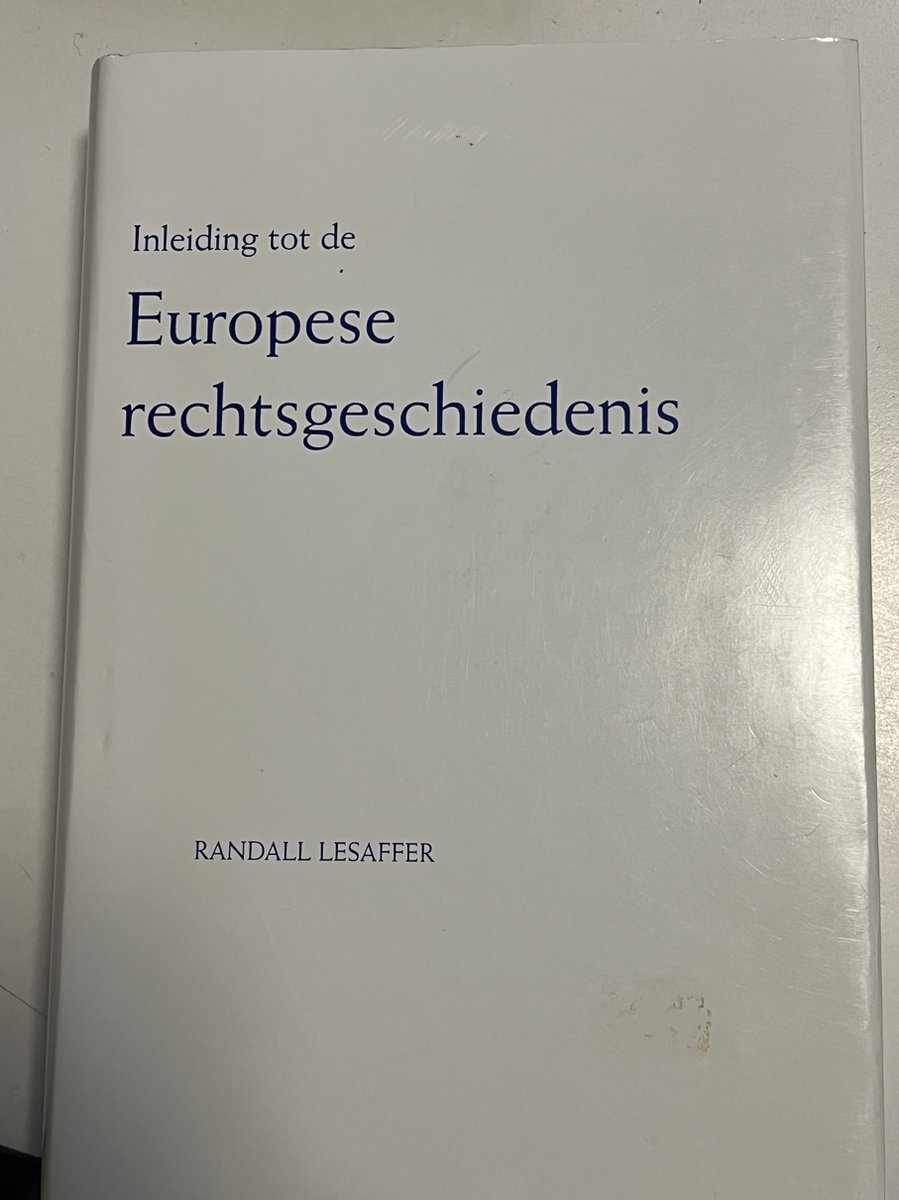 Inleiding tot de
Europese
rechtsgeschiedenis
RANDALL LESAFFER